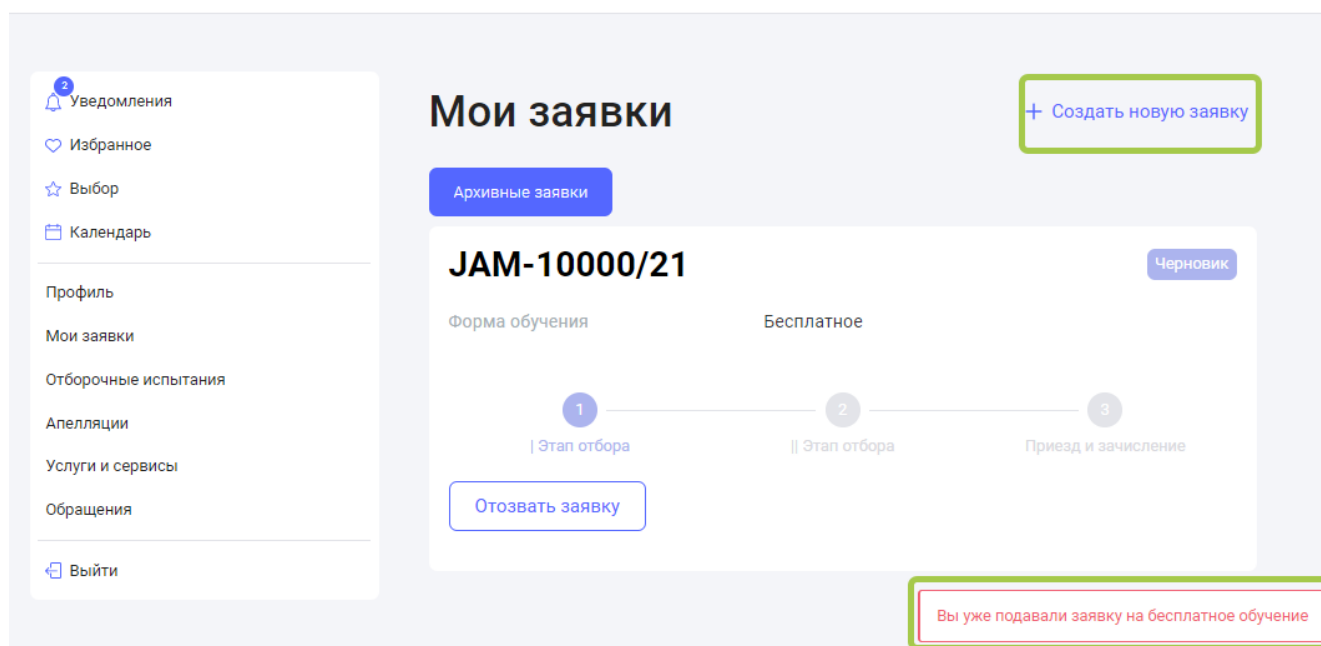 2
Уведомления
Избранное
Выбор
Календарь
Профиль
Мои заявки
Отборочные испытания
Апелляции
Услуги и сервисы
Обращения
Выйти
Мои заявки
+ Создать новую заявку
Архивные заявки
JAM-10000/21
Черновик
Форма обучения Бесплатное
1 2 3
| Этап отбора || Этап отбора Приезд и зачисление
Отозвать заявку
Вы уже подавали заявку на бесплатное обучение